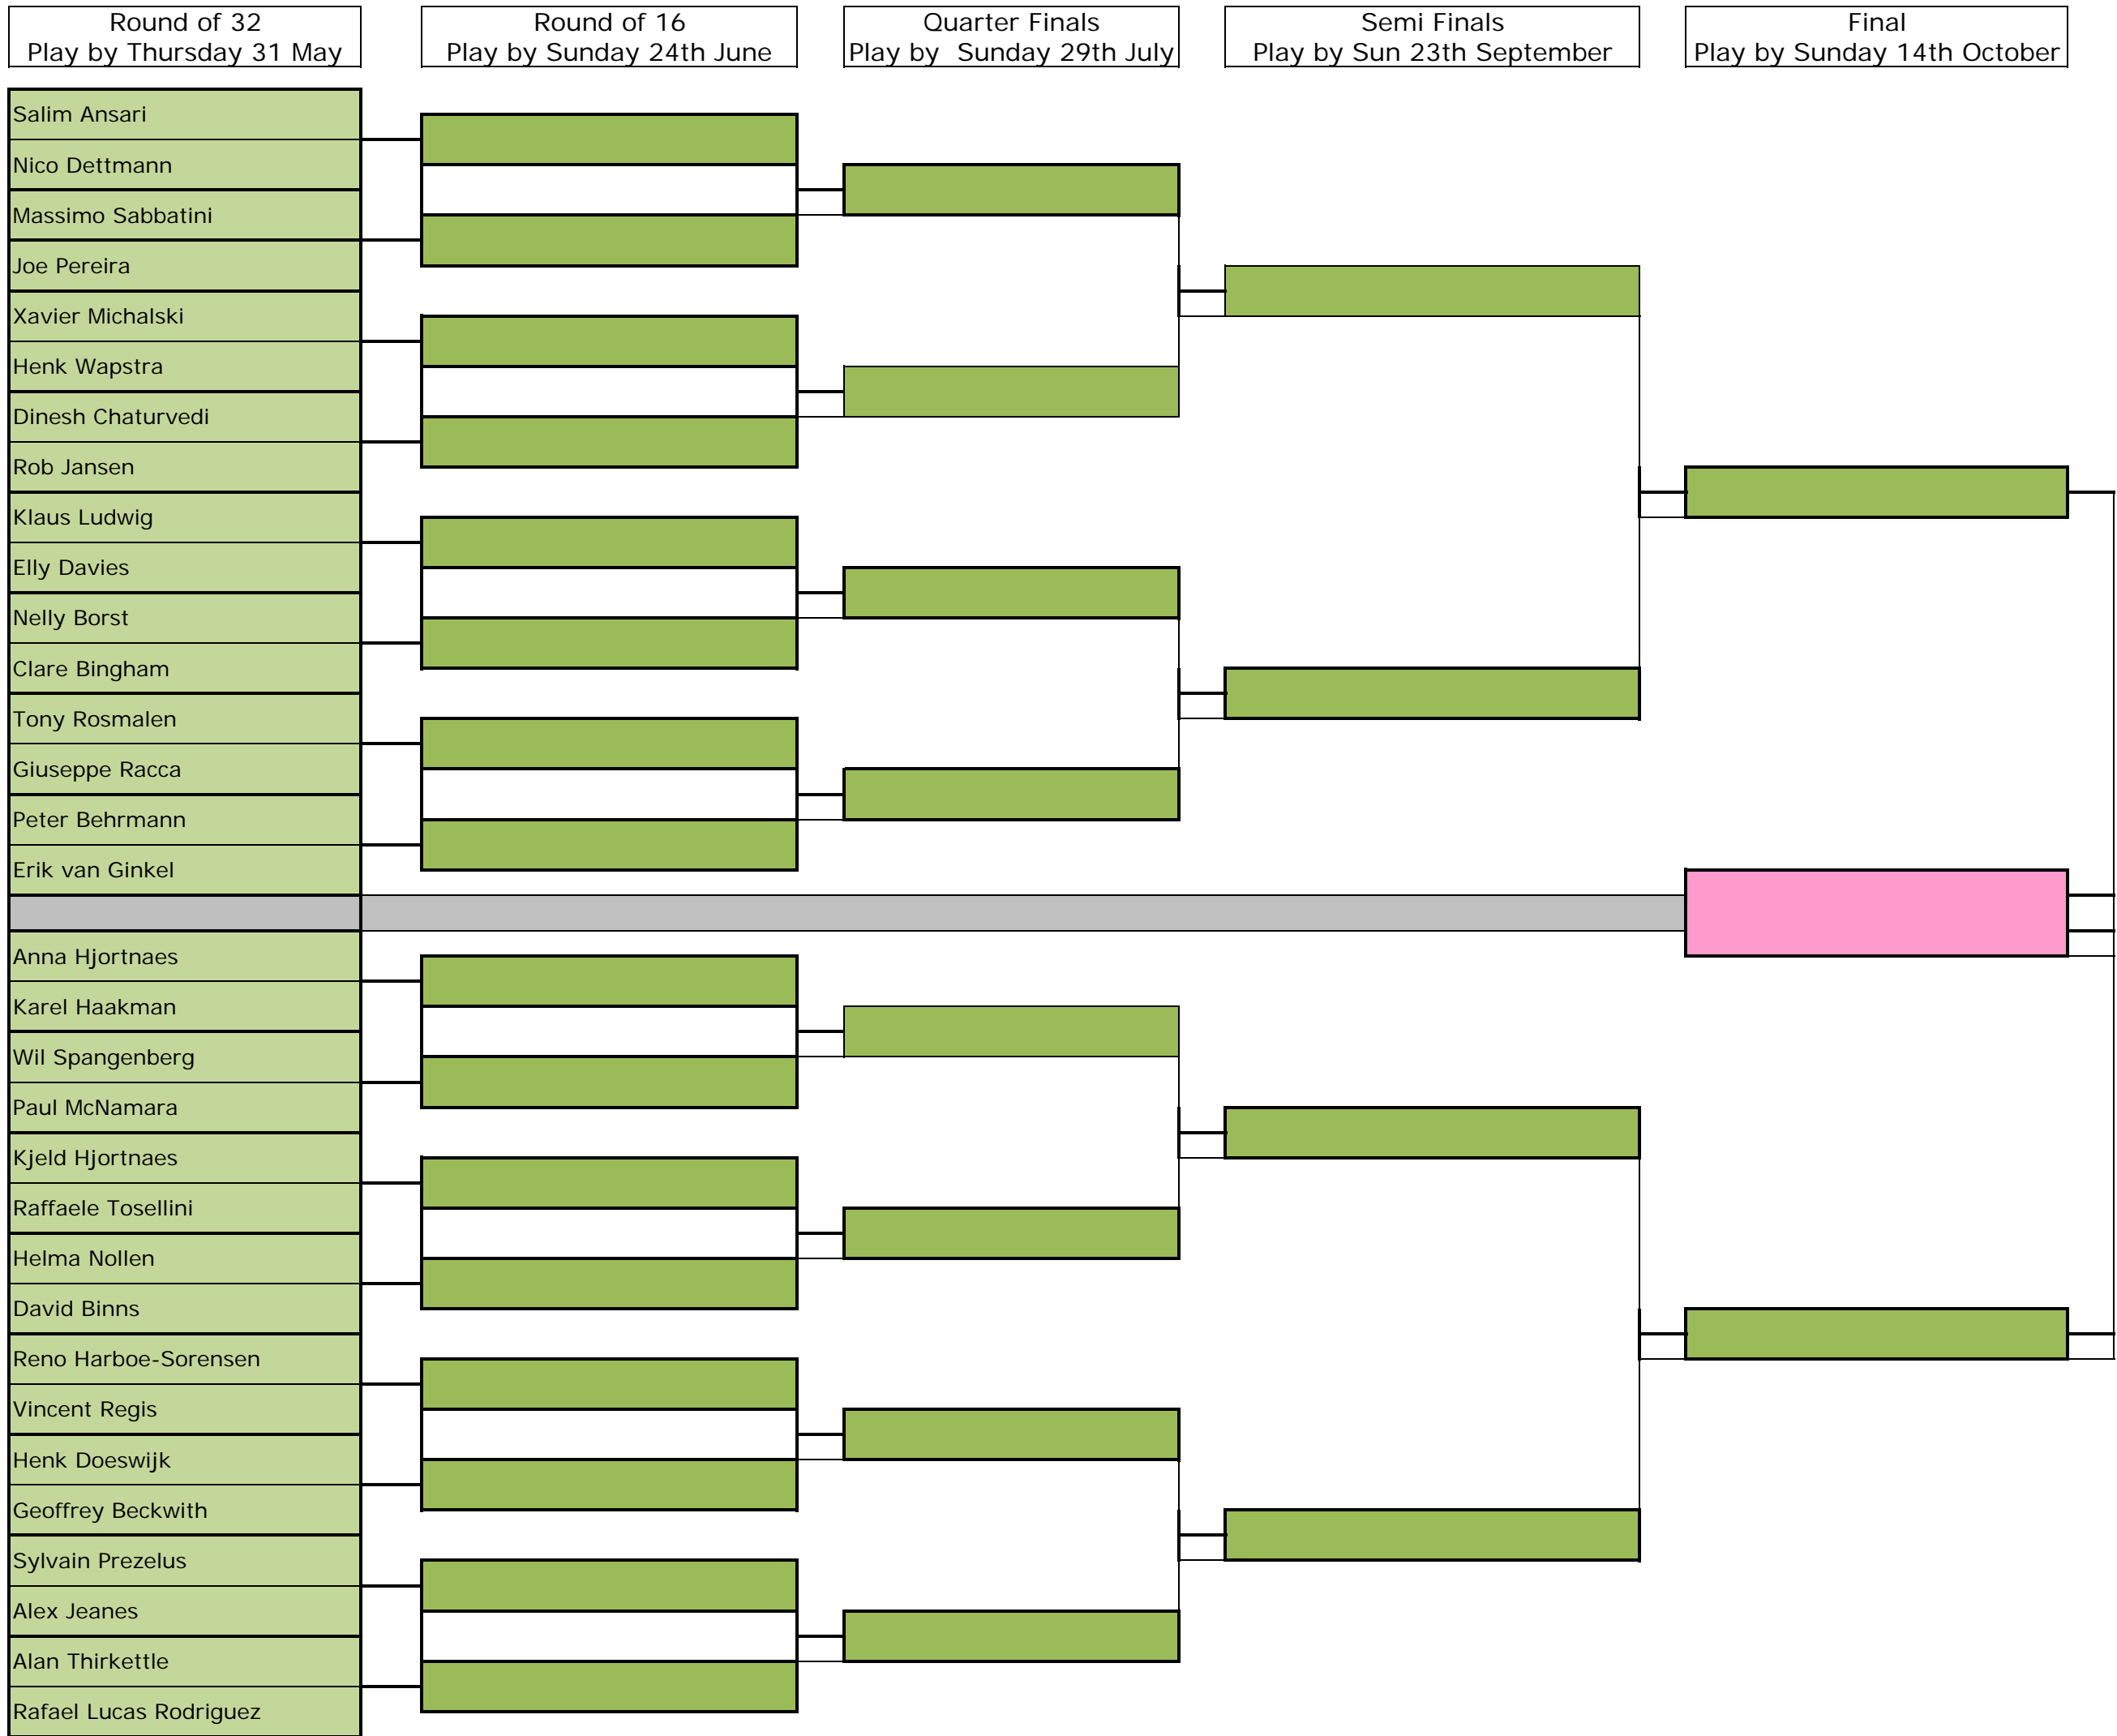 Round of 32
Play by Thursday 31 May
Round of 16
Play by Sunday 24th June
Quarter Finals
Play by  Sunday 29th July
Semi Finals
Play by Sun 23th September
Final
Play by Sunday 14th October
Salim Ansari
Nico Dettmann
Massimo Sabbatini
Joe Pereira
Xavier Michalski
Henk Wapstra
Dinesh Chaturvedi
Rob Jansen
Klaus Ludwig
Elly Davies
Nelly Borst
Clare Bingham
Tony Rosmalen
Giuseppe Racca
Peter Behrmann
Erik van Ginkel
Anna Hjortnaes
Karel Haakman
Wil Spangenberg
Paul McNamara
Kjeld Hjortnaes
Raffaele Tosellini
Helma Nollen
David Binns
Reno Harboe-Sorensen
Vincent Regis
Henk Doeswijk
Geoffrey Beckwith
Sylvain Prezelus
Alex Jeanes
Alan Thirkettle
Rafael Lucas Rodriguez